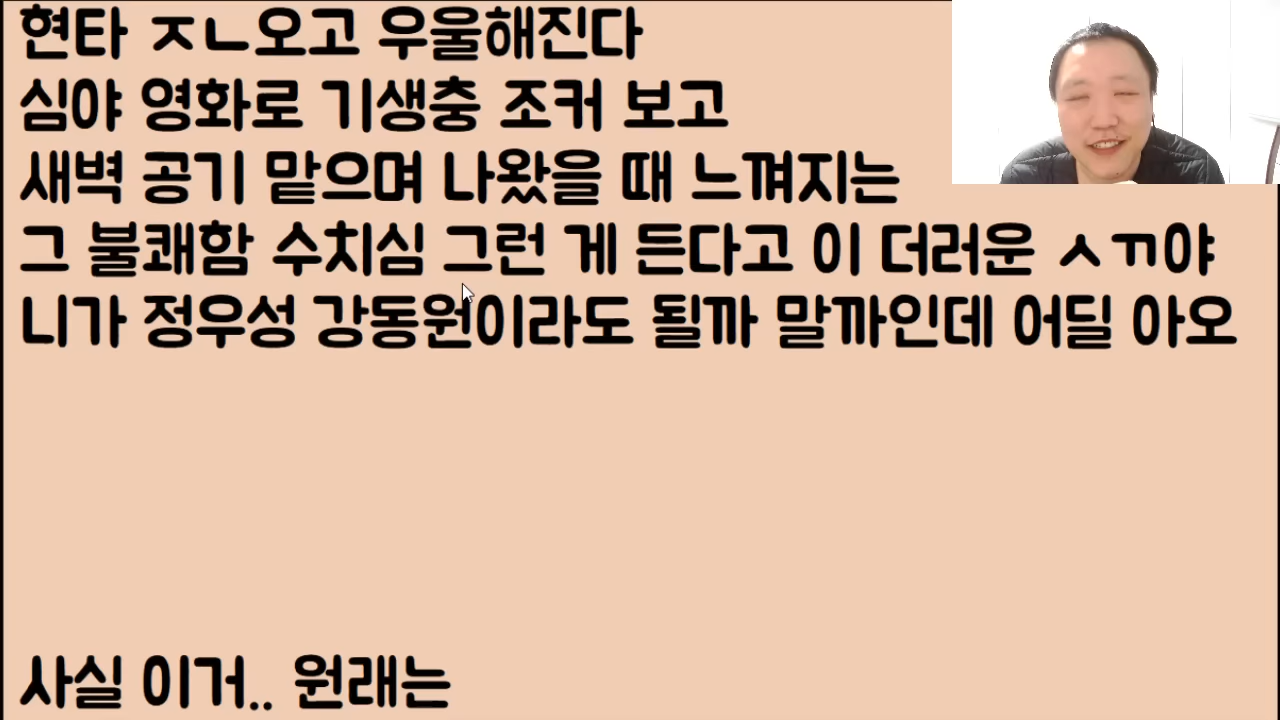 현타 ㅈㄴ오고 우울해진다
심야 영화로 기생충 조커 보고
새벽 공기 맡으며 나왔을 때 느껴지는
그 불쾌함 수치심 그런 게 든다고 이 더러운 ㅅㄲ야
니가 정우성 강동원이라도 될까 말까인데 어딜 아오
사실 이거.. 원래는